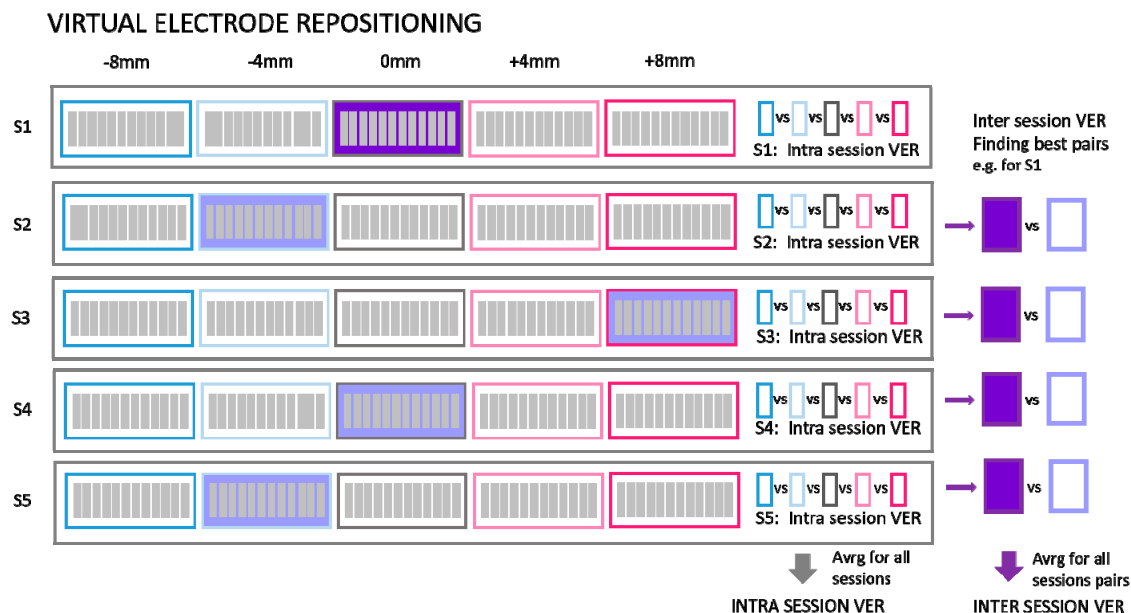 VIRTUAL ELECTRODE REPOSITIONING
-8mm -4mm 0mm +4mm +8mm
S1
vs vs vs vs
S1: Intra session VER
Inter session VER
Finding best pairs
e.g. for S1
S2
vs vs vs vs
S2: Intra session VER
vs
S3
vs vs vs vs
S3: Intra session VER
vs
S4
vs vs vs vs
S4: Intra session VER
vs
S5
vs vs vs vs
S5: Intra session VER
vs
Avrg for all
sessions
INTRA SESSION VER
Avrg for all
sessions pairs
INTER SESSION VER